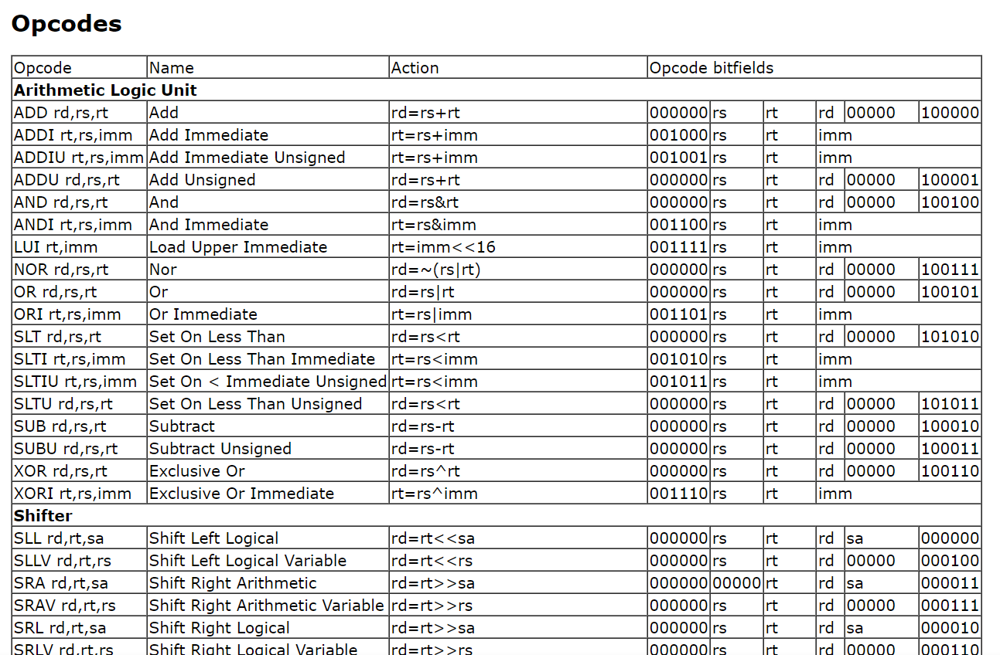 Opcodes
Opcode Name Action Opcode bitfields
Arithmetic Logic Unit
ADD rd,rs,rt Add rd=rs+rt 000000 rs rt rd 00000 100000
ADDI rt,rs,imm Add Immediate rt=rs+imm 001000 rs rt imm
ADDIU rt,rs,imm Add Immediate Unsigned rt=rs+imm 001001 rs rt imm
ADDU rd,rs,rt Add Unsigned rd=rs+rt 000000 rs rt rd 00000 100001
AND rd,rs,rt And rd=rs&rt 000000 rs rt rd 00000 100100
ANDI rt,rs,imm And Immediate rt=rs&imm 001100 rs rt imm
LUI rt,imm Load Upper Immediate rt=imm<<16 001111 rs rt imm
NOR rd,rs,rt Nor rd=~(rs|rt) 000000 rs rt rd 00000 100111
OR rd,rs,rt Or rd=rs|rt 000000 rs rt rd 00000 100101
ORI rt,rs,imm Or Immediate rt=rs|imm 001101 rs rt imm
SLT rd,rs,rt Set On Less Than rd=rs<rt 000000 rs rt rd 00000 101010
SLTI rt,rs,imm Set On Less Than Immediate rt=rs<imm 001010 rs rt imm
SLTIU rt,rs,imm Set On < Immediate Unsigned rt=rs<imm 001011 rs rt imm
SLTU rd,rs,rt Set On Less Than Unsigned rd=rs<rt 000000 rs rt rd 00000 101011
SUB rd,rs,rt Subtract rd=rs-rt 000000 rs rt rd 00000 100010
SUBU rd,rs,rt Subtract Unsigned rd=rs-rt 000000 rs rt rd 00000 100011
XOR rd,rs,rt Exclusive Or rd=rs^rt 000000 rs rt rd 00000 100110
XORI rt,rs,imm Exclusive Or Immediate rt=rs^imm 001110 rs rt imm
Shifter
SLL rd,rt,sa Shift Left Logical rd=rt<<sa 000000 rs rt rd sa 000000
SLLV rd,rt,rs Shift Left Logical Variable rd=rt<<rs 000000 rs rt rd 00000 000100
SRA rd,rt,sa Shift Right Arithmetic rd=rt>>sa 000000 00000 rt rd sa 000011
SRAV rd,rt,rs Shift Right Arithmetic Variable rd=rt>>rs 000000 rs rt rd 00000 000111
SRL rd,rt,sa Shift Right Logical rd=rt>>sa 000000 rs rt rd sa 000010
SRLV rd,rt,rs Shift Right Logical Variable rd=rt>>rs 000000 rs rt rd 00000 000110